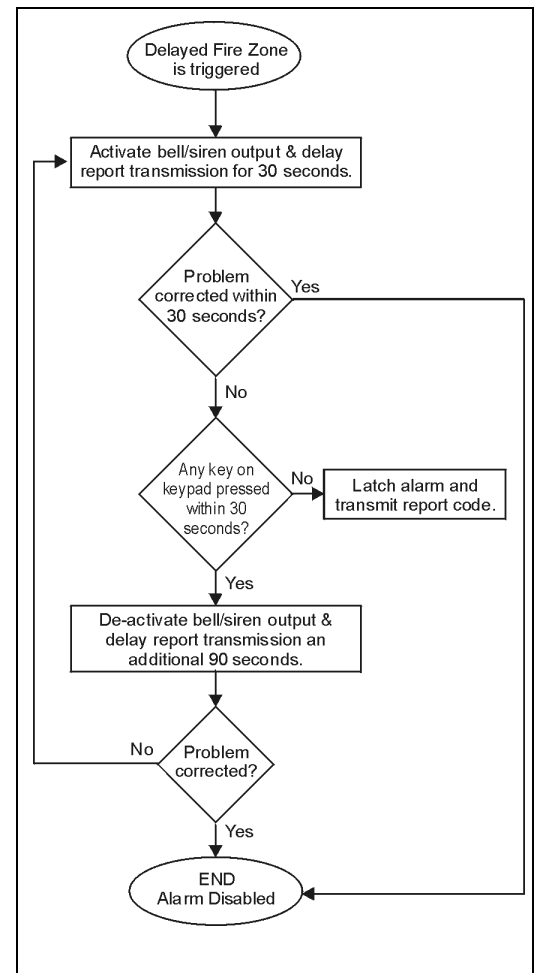 Delayed Fire Zone
is triggered
Activate bell/siren output & delay
report transmission for 30 seconds.
Problem
corrected within
30 seconds?
Yes
No
Any key on
keypad pressed
within 30
seconds?
No
Latch alarm and
transmit report code.
Yes
De-activate bell/siren output &
delay report transmission an
additional 90 seconds.
No
Problem
corrected?
Yes
END
Alarm Disabled